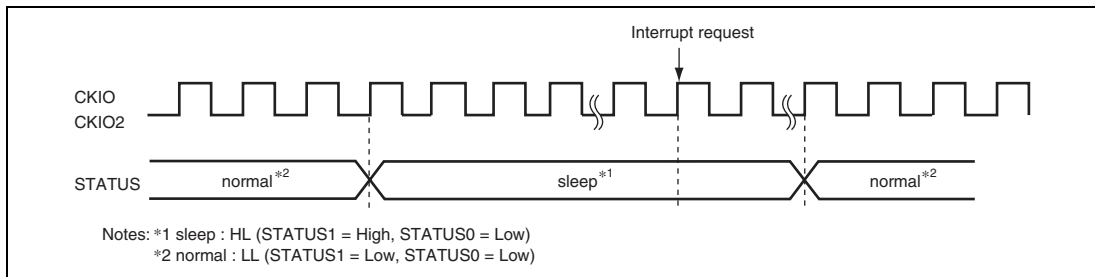 Interrupt request
CKIO
CKIO2
STATUS
normal*2
sleep*1
normal*2
Notes: *1 sleep : HL (STATUS1 = High, STATUS0 = Low)
*2 normal : LL (STATUS1 = Low, STATUS0 = Low)